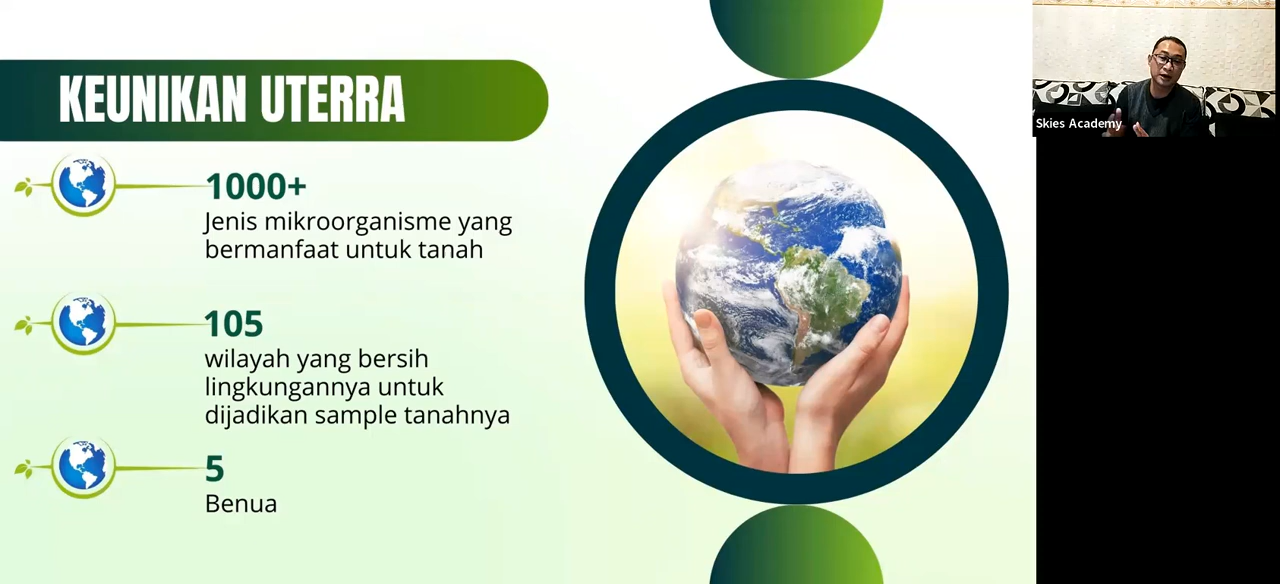 KEUNIKAN UTERRA
1000+
Jenis mikroorganisme yang
bermanfaat untuk tanah
105
wilayah yang bersih
lingkungannya untuk
dijadikan sample tanahnya
5
Benua
Skies Academy